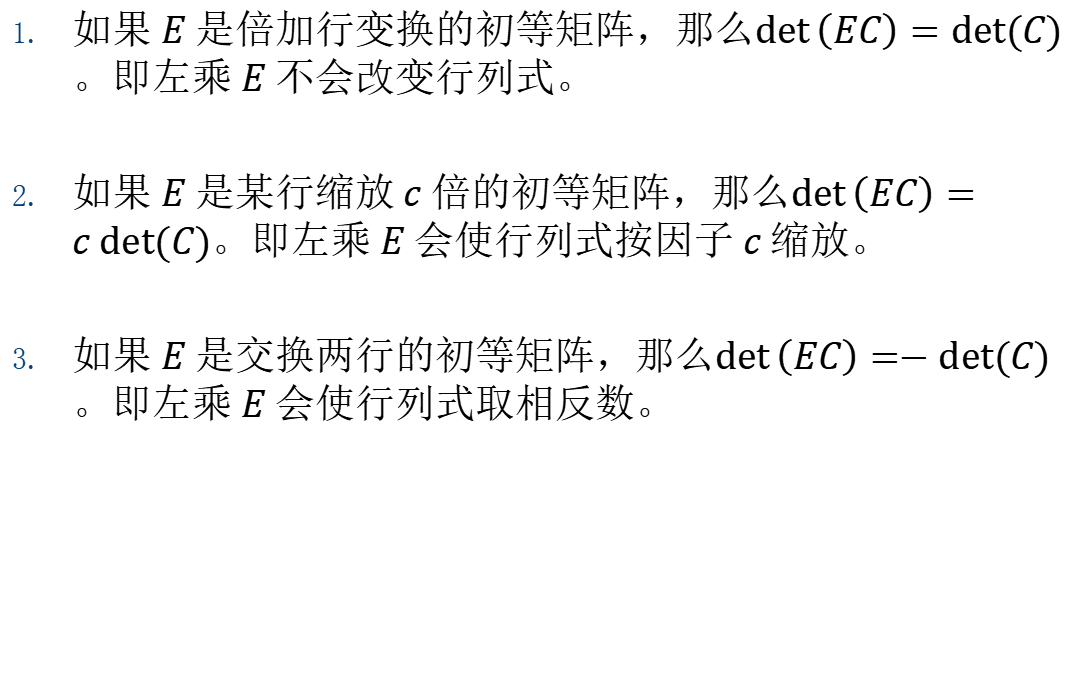 1. 如果 E 是倍加行变换的初等矩阵，那么det (EC) = det(C)
。即左乘 E 不会改变行列式。
2. 如果 E 是某行缩放 c 倍的初等矩阵，那么det (EC) =
c det(C)。即左乘 E 会使行列式按因子 c 缩放。
3. 如果 E 是交换两行的初等矩阵，那么det (EC) =− det(C)
。即左乘 E 会使行列式取相反数。